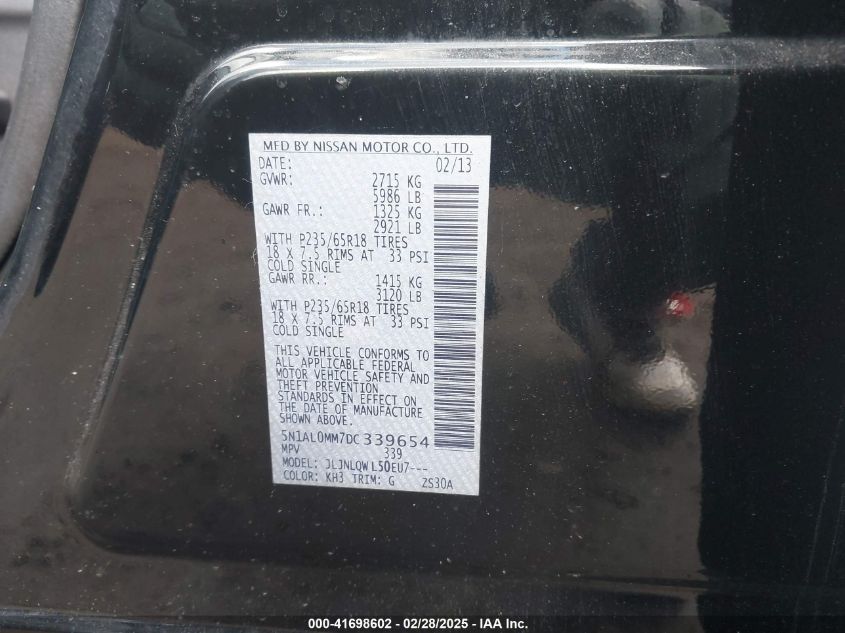 MFD BY NISSAN MOTOR CO., LTD.
DATE: 02/13
GVWR: 2715 KG
5986 LB
GAWR FR.: 1325 KG
2921 LB
WITH P235/65R18 TIRES
18 X 7.5 RIMS AT 33 PSI
COLD SINGLE
GAWR RR.: 1415 KG
3120 LB
WITH P235/65R18 TIRES
18 X 7.5 RIMS AT 33 PSI
COLD SINGLE
THIS VEHICLE CONFORMS TO
ALL APPLICABLE FEDERAL
MOTOR VEHICLE SAFETY AND
THEFT PREVENTION
STANDARDS IN EFFECT ON
THE DATE OF MANUFACTURE
SHOWN ABOVE.
5N1AL0MM7DC339654
MPV 339
MODEL: JLJNLQWL50EU7---
COLOR: KH3 TRIM: G ZS30A
000-41698602 - 02/28/2025 - IAA Inc.